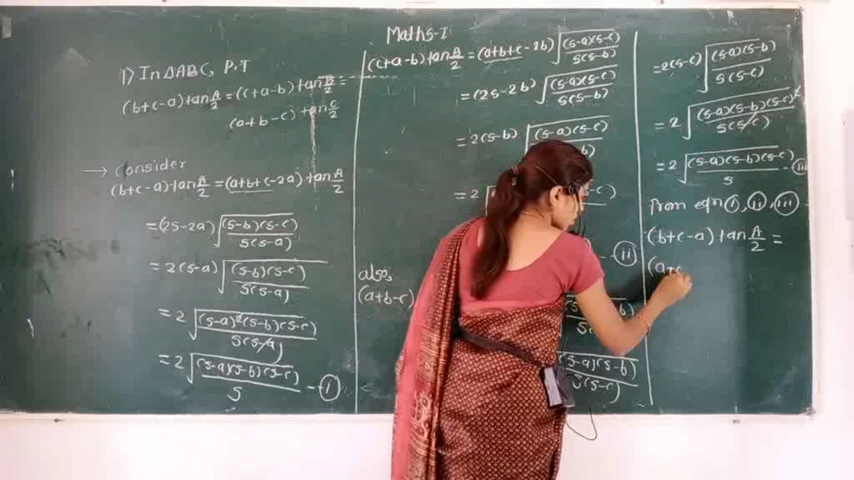 Maths-I
1) In ΔABC, P.T
(b+c-a) tan A/2 = (c+a-b) tan B/2 =
(a+b-c) tan C/2
→ Consider
(b+c-a) tan A/2 = (a+b+c-2a) tan A/2
= (2s-2a) √((s-b)(s-c)/s(s-a))
= 2(s-a) √((s-b)(s-c)/s(s-a))
= 2 √((s-a)²(s-b)(s-c)/s(s-a))
= 2 √((s-a)(s-b)(s-c)/s) -- (i)
(c+a-b) tan A/2 = (a+b+c-2b) √((s-a)(s-c)/s(s-b))
= (2s-2b) √((s-a)(s-c)/s(s-b))
= 2(s-b) √((s-a)(s-c)
= 2
-- (ii)
also
(a+b-c)
(s-a)(s-b)/s(s-c)
= 2(s-c) √((s-a)(s-b)/s(s-c))
= 2 √((s-a)(s-b)(s-c)²/s(s-c))
= 2 √((s-a)(s-b)(s-c)/s) -- (iii)
From eqn (i), (ii), (iii)
(b+c-a) tan A/2 =
(a+c